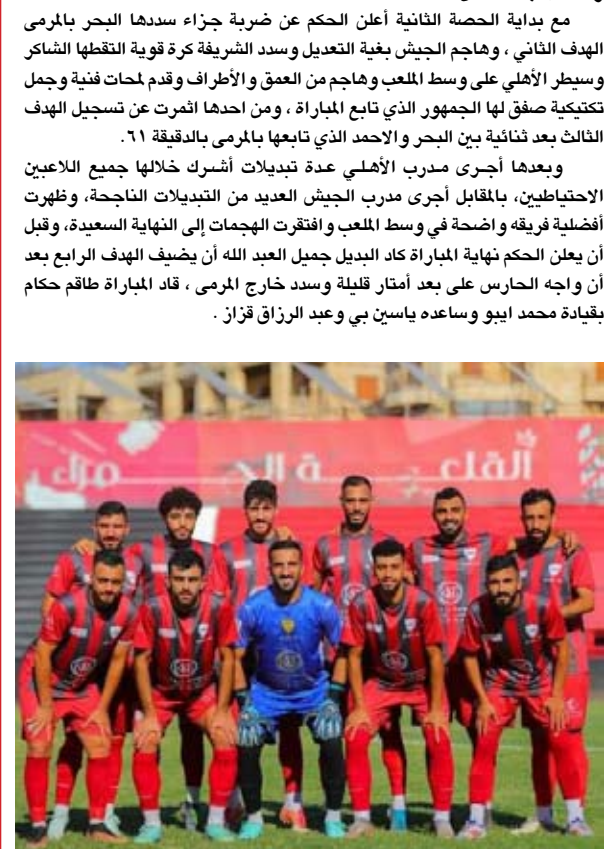 مع بداية الحصة الثانية أعلن الحكم عن ضربة جزاء سددها البحر بالمرمى
الهدف الثاني ، وهاجم الجيش بغية التعديل وسدد الشريفة كرة قوية التقطها الشاكر
وسيطر الأهلي على وسط الملعب وهاجم من العمق والأطراف وقدم لمحات فنية وجمل
تكتيكية صفق لها الجمهور الذي تابع المباراة ، ومن احدها اثمرت عن تسجيل الهدف
الثالث بعد ثنائية بين البحر والاحمد الذي تابعها بالمرمى بالدقيقة ٦١.
وبعدها أجرى مدرب الأهلي عدة تبديلات أشرك خلالها جميع اللاعبين
الاحتياطيين، بالمقابل أجرى مدرب الجيش العديد من التبديلات الناجحة، وظهرت
أفضلية فريقه واضحة في وسط الملعب وافتقرت الهجمات إلى النهاية السعيدة، وقبل
أن يعلن الحكم نهاية المباراة كاد البديل جميل العبد الله أن يضيف الهدف الرابع بعد
أن واجه الحارس على بعد أمتار قليلة وسدد خارج المرمى ، قاد المباراة طاقم حكام
بقيادة محمد ايبو وساعده ياسين بي وعبد الرزاق قزاز .
القلعـــة الحـــمراء